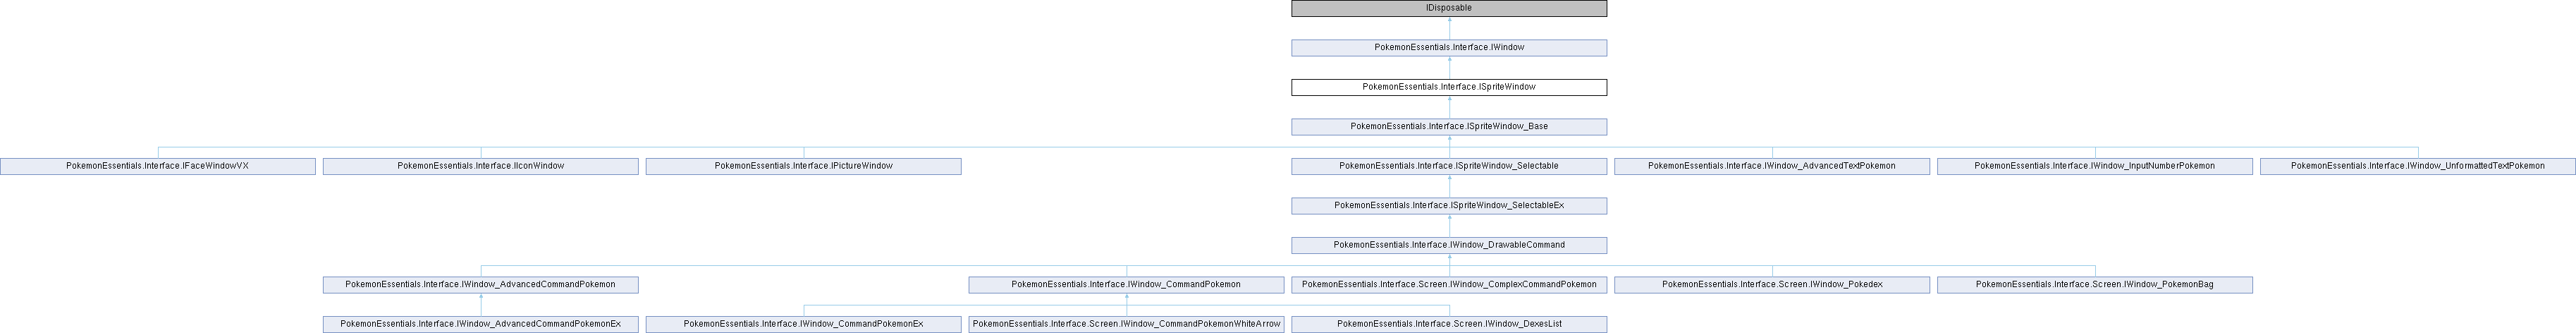 IDisposable
PokemonEssentials.Interface.IWindow
PokemonEssentials.Interface.ISpriteWindow
PokemonEssentials.Interface.ISpriteWindow_Base
PokemonEssentials.Interface.IFaceWindowVX
PokemonEssentials.Interface.IIconWindow
PokemonEssentials.Interface.IPictureWindow
PokemonEssentials.Interface.ISpriteWindow_Selectable
PokemonEssentials.Interface.IWindow_AdvancedTextPokemon
PokemonEssentials.Interface.IWindow_InputNumberPokemon
PokemonEssentials.Interface.IWindow_UnformattedTextPokemon
PokemonEssentials.Interface.ISpriteWindow_SelectableEx
PokemonEssentials.Interface.IWindow_DrawableCommand
PokemonEssentials.Interface.IWindow_AdvancedCommandPokemon
PokemonEssentials.Interface.IWindow_CommandPokemon
PokemonEssentials.Interface.Screen.IWindow_ComplexCommandPokemon
PokemonEssentials.Interface.Screen.IWindow_Pokedex
PokemonEssentials.Interface.Screen.IWindow_PokemonBag
PokemonEssentials.Interface.IWindow_AdvancedCommandPokemonEx
PokemonEssentials.Interface.IWindow_CommandPokemonEx
PokemonEssentials.Interface.Screen.IWindow_CommandPokemonWhiteArrow
PokemonEssentials.Interface.Screen.IWindow_DexesList